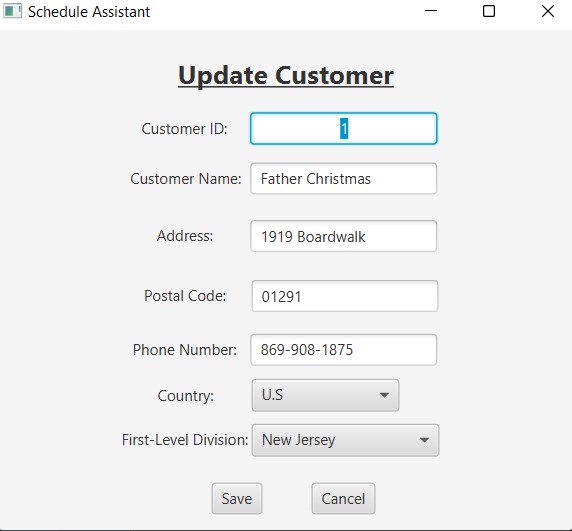 Schedule Assistant
Update Customer
Customer ID: 1
Customer Name: Father Christmas
Address: 1919 Boardwalk
Postal Code: 01291
Phone Number: 869-908-1875
Country: U.S
First-Level Division: New Jersey
Save Cancel